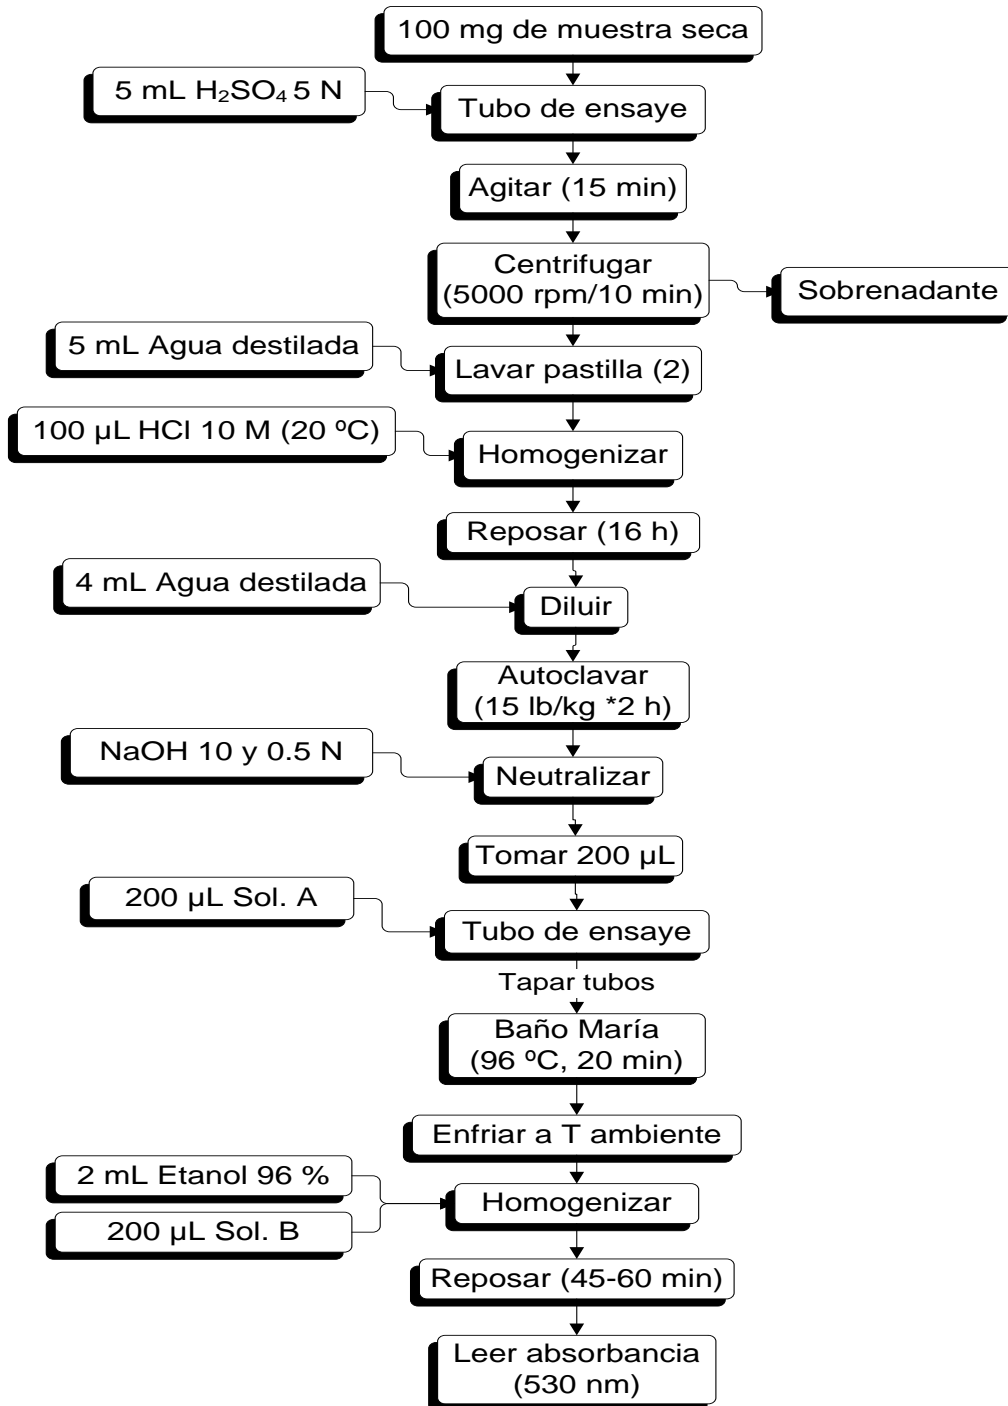 100 mg de muestra seca
5 mL H₂SO₄ 5 N
Tubo de ensaye
Agitar (15 min)
Centrifugar
(5000 rpm/10 min)
Sobrenadante
5 mL Agua destilada
Lavar pastilla (2)
100 µL HCl 10 M (20 ºC)
Homogenizar
Reposar (16 h)
4 mL Agua destilada
Diluir
Autoclavar
(15 lb/kg *2 h)
NaOH 10 y 0.5 N
Neutralizar
Tomar 200 µL
200 µL Sol. A
Tubo de ensaye
Tapar tubos
Baño María
(96 ºC, 20 min)
Enfriar a T ambiente
2 mL Etanol 96 %
Homogenizar
200 µL Sol. B
Reposar (45-60 min)
Leer absorbancia
(530 nm)